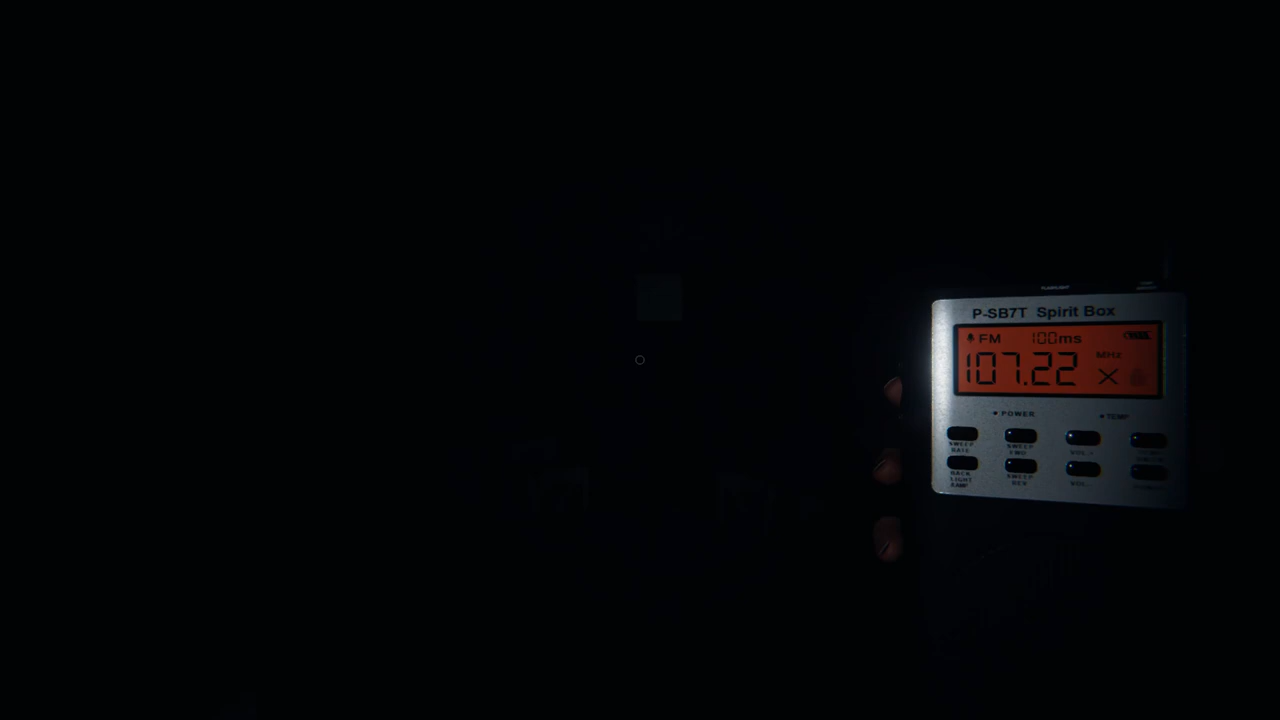 P-SB7T Spirit Box
FM 100ms
107.22 MHz
POWER TEMP
SWEEP RATE
SWEEP FWD
VOL.+
BACK LIGHT
SWEEP REV
VOL.-